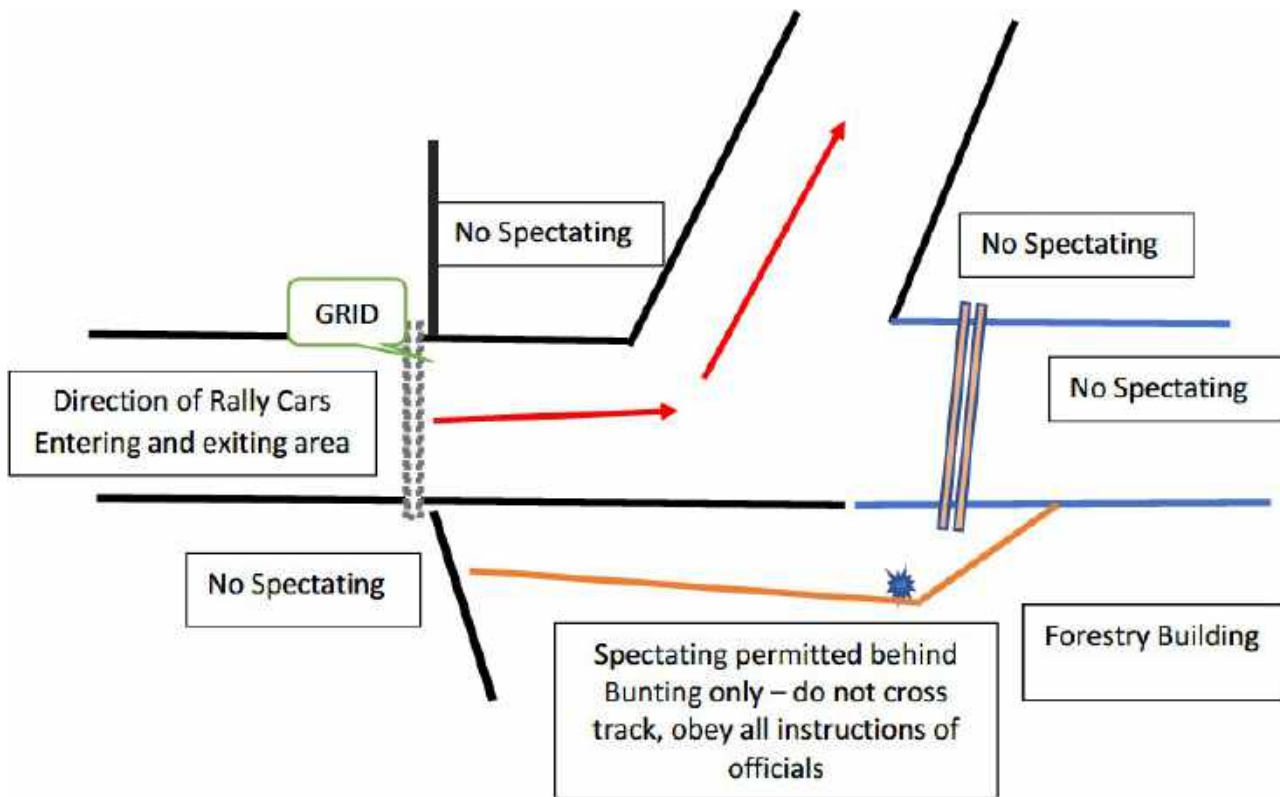 No Spectating
No Spectating
GRID
No Spectating
Direction of Rally Cars
Entering and exiting area
No Spectating
Spectating permitted behind
Bunting only – do not cross
track, obey all instructions of
officials
Forestry Building